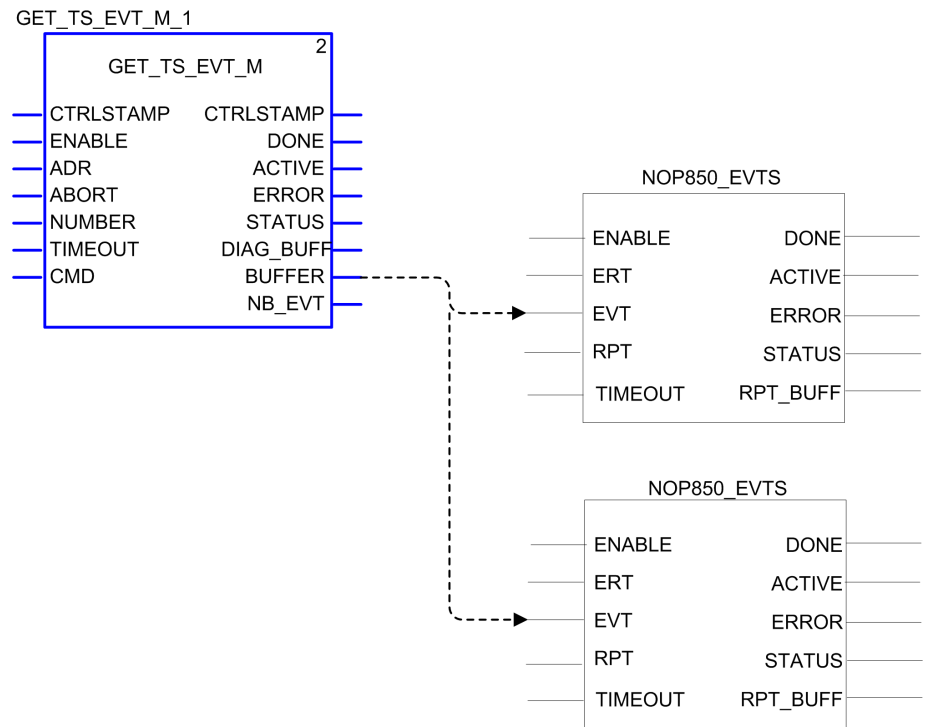 GET_TS_EVT_M_1
2
GET_TS_EVT_M
CTRLSTAMP CTRLSTAMP
ENABLE DONE
ADR ACTIVE
ABORT ERROR
NUMBER STATUS
TIMEOUT DIAG_BUFF
CMD BUFFER
NB_EVT
NOP850_EVTS
ENABLE DONE
ERT ACTIVE
EVT ERROR
RPT STATUS
TIMEOUT RPT_BUFF
NOP850_EVTS
ENABLE DONE
ERT ACTIVE
EVT ERROR
RPT STATUS
TIMEOUT RPT_BUFF